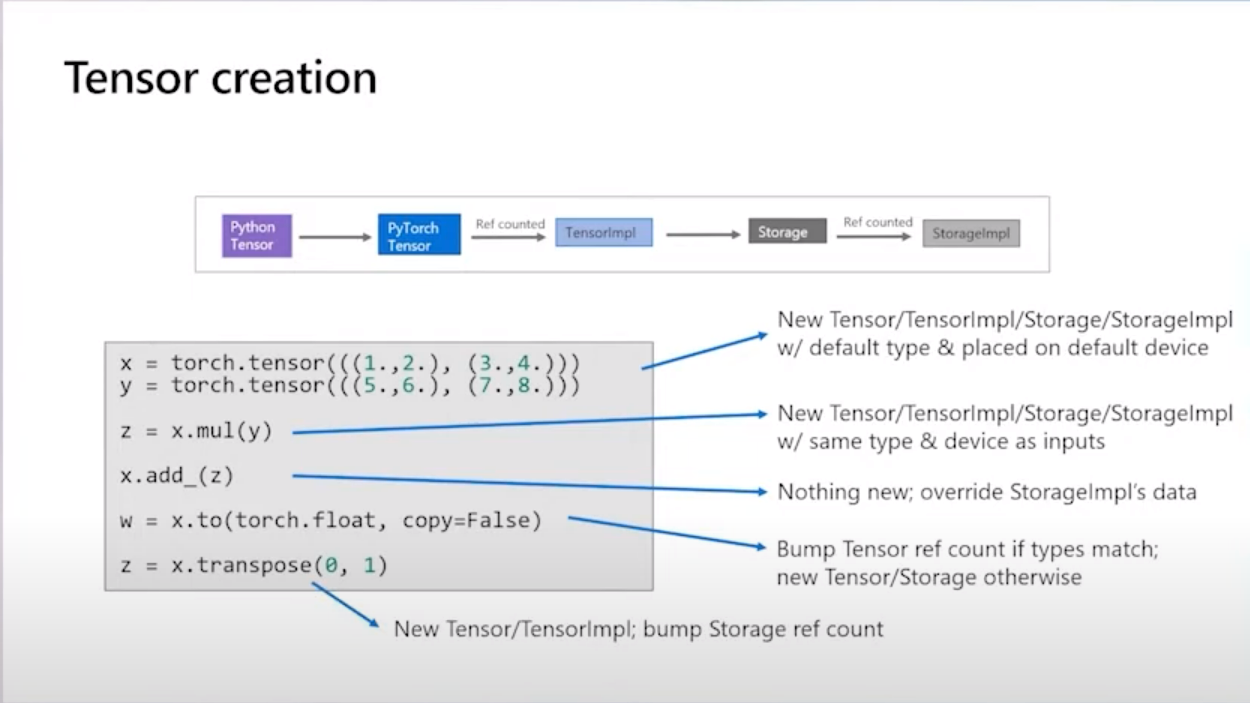 Tensor creation
Python
Tensor
PyTorch
Tensor
Ref counted
TensorImpl
Storage
Ref counted
StorageImpl
x = torch.tensor(((1.,2.), (3.,4.)))
y = torch.tensor(((5.,6.), (7.,8.)))
z = x.mul(y)
x.add_(z)
w = x.to(torch.float, copy=False)
z = x.transpose(0, 1)
New Tensor/TensorImpl/Storage/StorageImpl
w/ default type & placed on default device
New Tensor/TensorImpl/Storage/StorageImpl
w/ same type & device as inputs
Nothing new; override StorageImpl's data
Bump Tensor ref count if types match;
new Tensor/Storage otherwise
New Tensor/TensorImpl; bump Storage ref count